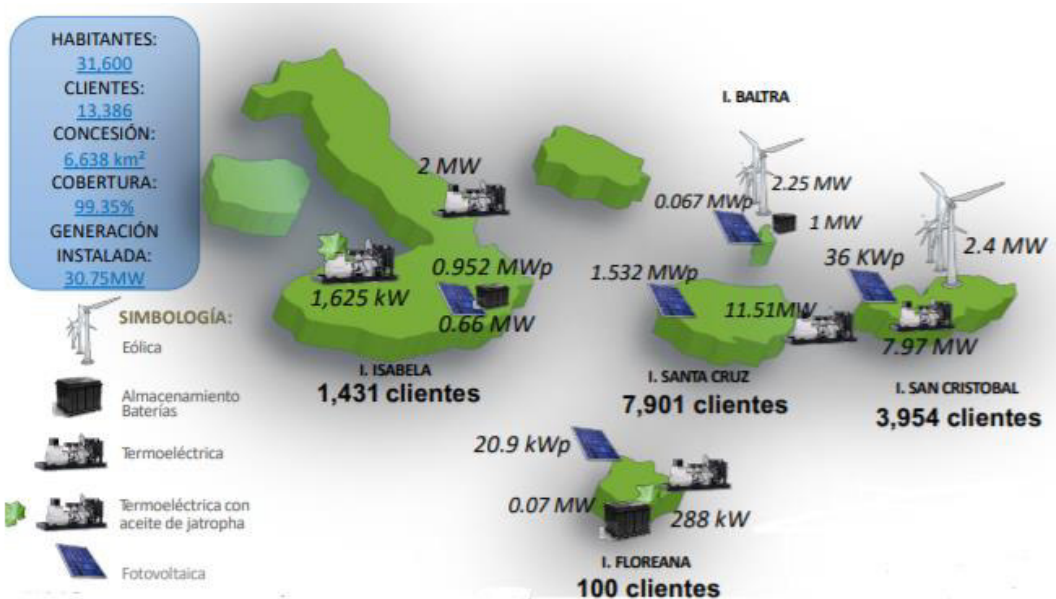 HABITANTES:
31,600
CLIENTES:
13,386
CONCESIÓN:
6,638 km²
COBERTURA:
99.35%
GENERACIÓN
INSTALADA:
30.75MW
SIMBOLOGÍA:
Eólica
Almacenamiento
Baterías
Termoeléctrica
Termoeléctrica con
aceite de jatropha
Fotovoltaica
2 MW
1,625 kW
0.952 MWp
0.66 MW
I. ISABELA
1,431 clientes
I. BALTRA
2.25 MW
0.067 MWp
1 MW
1.532 MWp
11.51MW
I. SANTA CRUZ
7,901 clientes
2.4 MW
36 KWp
7.97 MW
I. SAN CRISTOBAL
3,954 clientes
20.9 kWp
0.07 MW
288 kW
I. FLOREANA
100 clientes